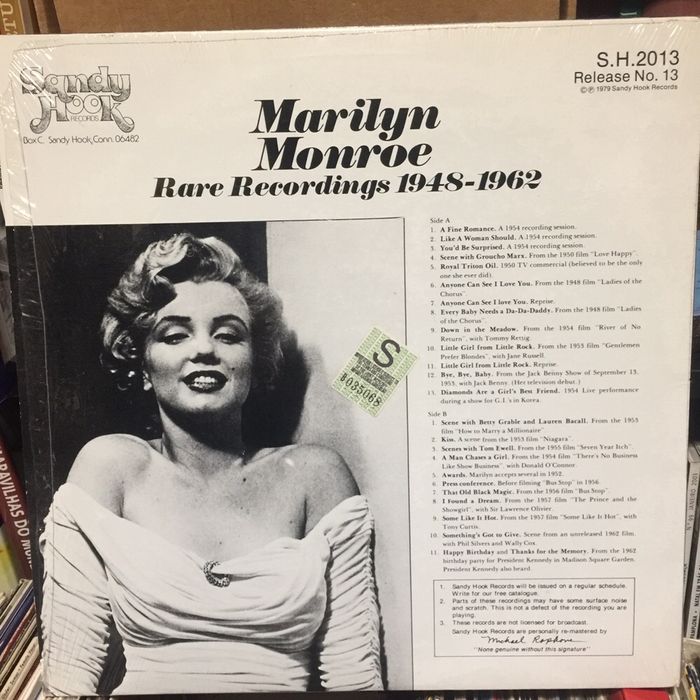 Sandy
Hook
RECORDS
Box C, Sandy Hook, Conn. 06482
S.H.2013
Release No. 13
©℗1979 Sandy Hook Records
Marilyn
Monroe
Rare Recordings 1948-1962
Side A
1. A Fine Romance. A 1954 recording session.
2. Like A Woman Should. A 1954 recording session.
3. You'd Be Surprised. A 1954 recording session.
4. Scene with Groucho Marx. From the 1950 film "Love Happy".
5. Royal Triton Oil. 1950 TV commercial (believed to be the only
one she ever did).
6. Anyone Can See I Love You. From the 1948 film "Ladies of the
Chorus".
7. Anyone Can See I love You. Reprise.
8. Every Baby Needs a Da-Da-Daddy. From the 1948 film "Ladies
of the Chorus".
9. Down in the Meadow. From the 1954 film "River of No
Return", with Tommy Rettig.
10. Little Girl from Little Rock. From the 1953 film "Gentlemen
Prefer Blondes", with Jane Russell.
11. Little Girl from Little Rock. Reprise.
12. Bye, Bye, Baby. From the Jack Benny Show of September 13,
1953, with Jack Benny. (Her television debut.)
13. Diamonds Are a Girl's Best Friend. 1954 Live performance
during a show for G.I.'s in Korea.
Side B
1. Scene with Betty Grable and Lauren Bacall. From the 1953
film "How to Marry a Millionaire".
2. Kiss. A scene from the 1953 film "Niagara".
3. Scenes with Tom Ewell. From the 1955 film "Seven Year Itch".
4. A Man Chases a Girl. From the 1954 film "There's No Business
Like Show Business", with Donald O'Connor.
5. Awards. Marilyn accepts several in 1952.
6. Press conference. Before filming "Bus Stop" in 1956.
7. That Old Black Magic. From the 1956 film "Bus Stop".
8. I Found a Dream. From the 1957 film "The Prince and the
Showgirl", with Sir Lawrence Olivier.
9. Some Like It Hot. From the 1957 film "Some Like It Hot", with
Tony Curtis.
10. Something's Got to Give. Scene from an unreleased 1962 film,
with Phil Silvers and Wally Cox.
11. Happy Birthday and Thanks for the Memory. From the 1962
birthday party for President Kennedy in Madison Square Garden.
President Kennedy also heard.
1. Sandy Hook Records will be issued on a regular schedule.
Write for our free catalogue.
2. Parts of these recordings may have some surface noise
and scratch. This is not a defect of the recording you are
playing.
3. These records are not licensed for broadcast.
Sandy Hook Records are personally re-mastered by
"None genuine without this signature"
S
B035068